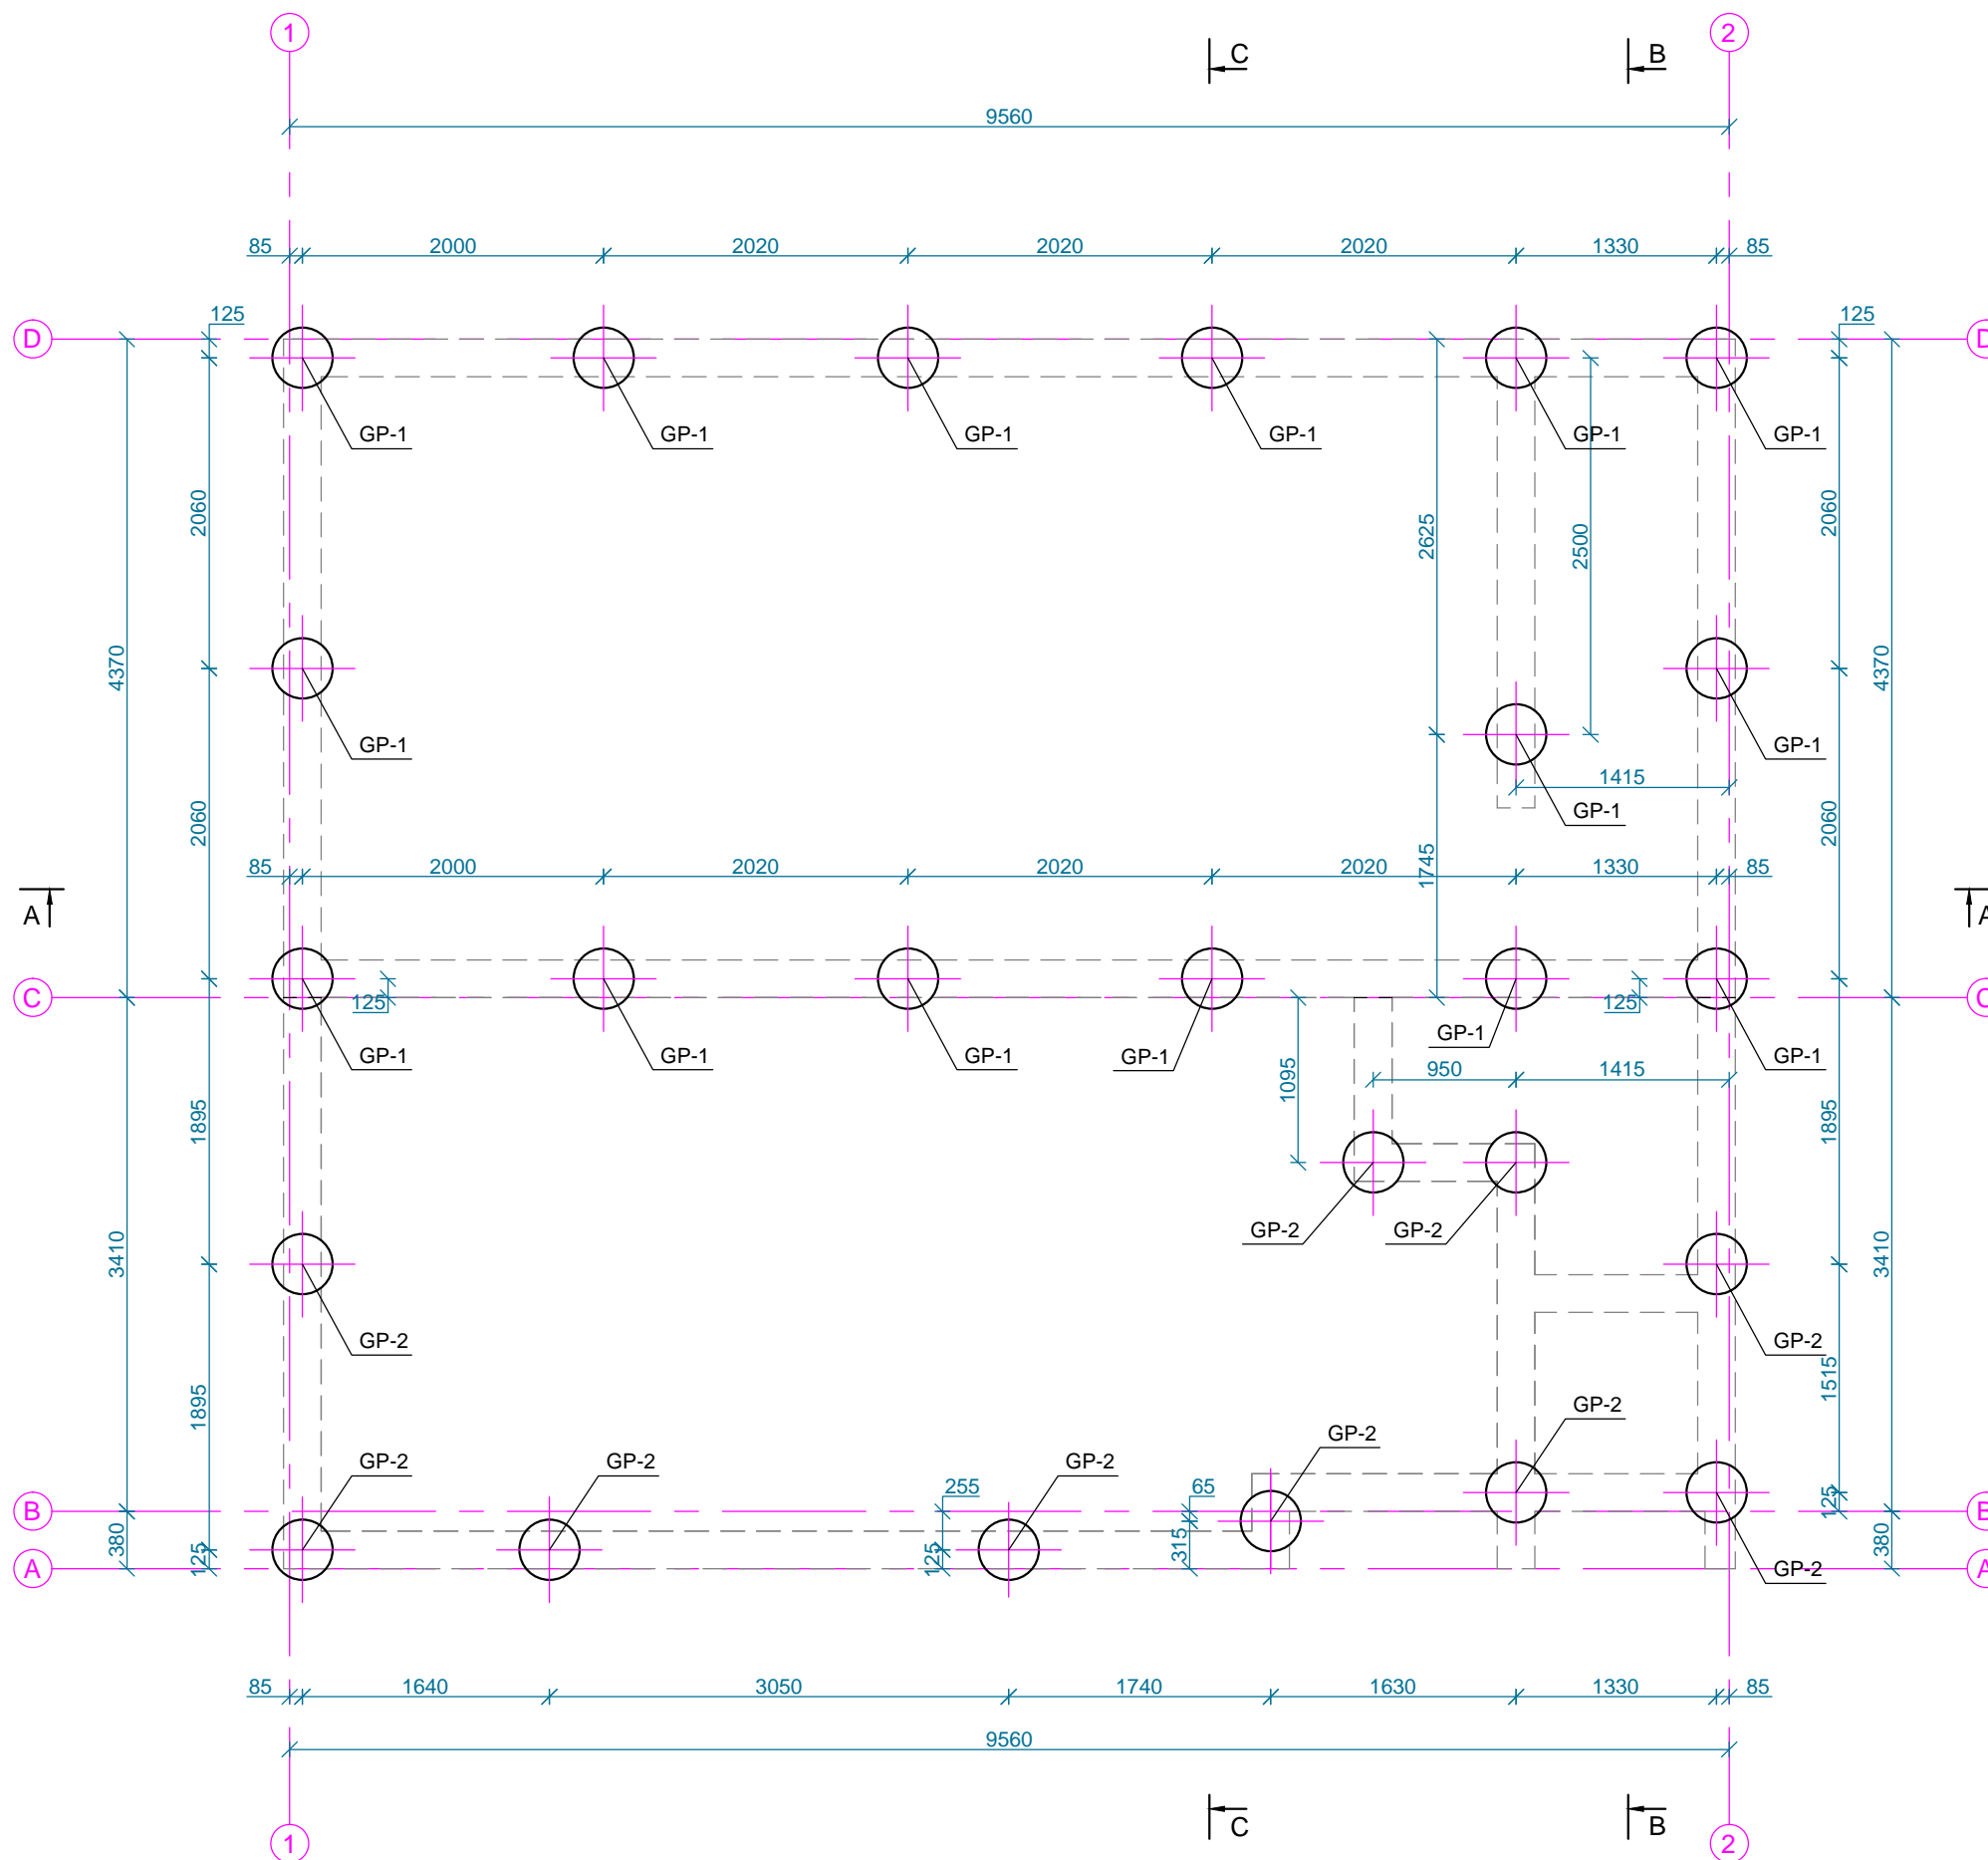 1
2
C
B
9560
85 2000 2020 2020 2020 1330 85
125
125
D
D
GP-1 GP-1 GP-1 GP-1 GP-1 GP-1
2060
2625
2500
2060
4370
4370
GP-1
GP-1
1415
GP-1
2060
1745
2060
85 2000 2020 2020 2020 1330 85
A
A
C
125
125
C
GP-1 GP-1 GP-1 GP-1 GP-1 GP-1
1095
950 1415
1895
1895
GP-2 GP-2
3410
3410
GP-2
GP-2
1895
1515
GP-2
GP-2
GP-2 GP-2 GP-2
255
65
B
125
B
380
125
125
315
380
A
GP-2
A
85 1640 3050 1740 1630 1330 85
9560
C
B
1
2